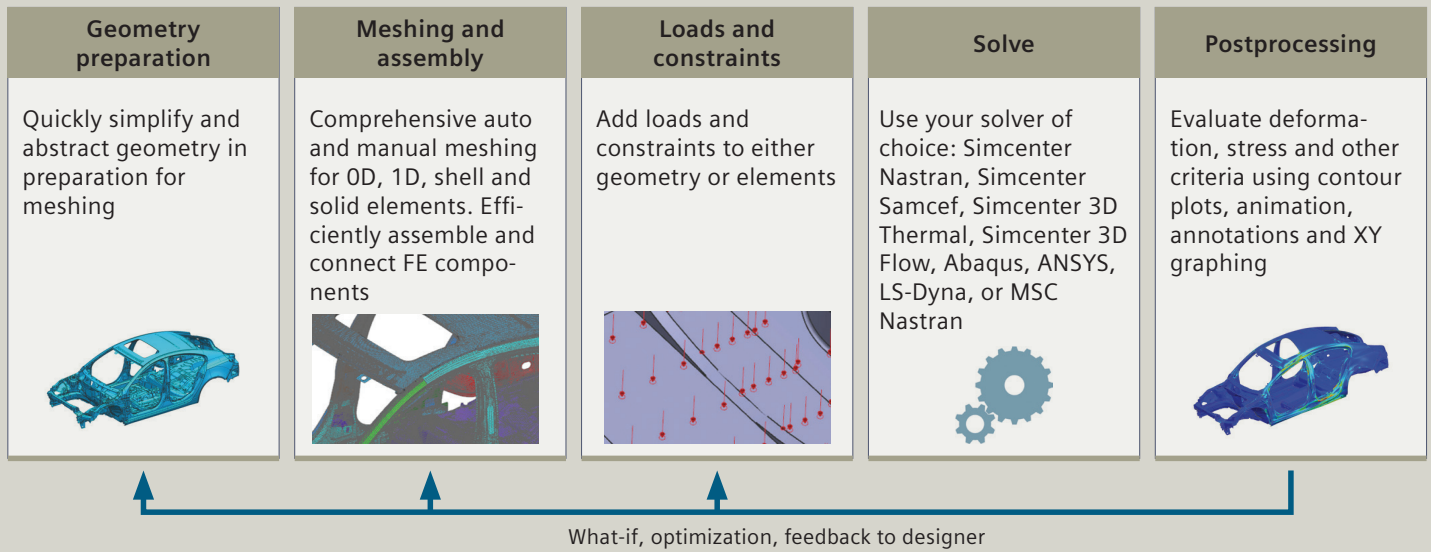 Geometry
preparation
Quickly simplify and
abstract geometry in
preparation for
meshing
Meshing and
assembly
Comprehensive auto
and manual meshing
for 0D, 1D, shell and
solid elements. Effi-
ciently assemble and
connect FE compo-
nents
Loads and
constraints
Add loads and
constraints to either
geometry or elements
Solve
Use your solver of
choice: Simcenter
Nastran, Simcenter
Samcef, Simcenter 3D
Thermal, Simcenter 3D
Flow, Abaqus, ANSYS,
LS-Dyna, or MSC
Nastran
Postprocessing
Evaluate deforma-
tion, stress and other
criteria using contour
plots, animation,
annotations and XY
graphing
What-if, optimization, feedback to designer